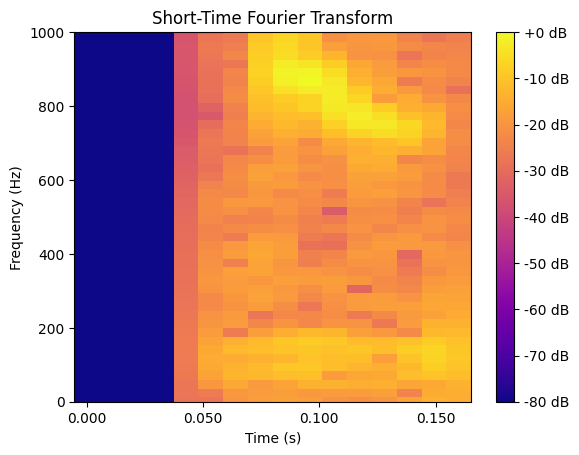 Short-Time Fourier Transform
1000
800
600
400
200
0
Frequency (Hz)
0.000
0.050
0.100
0.150
Time (s)
+0 dB
-10 dB
-20 dB
-30 dB
-40 dB
-50 dB
-60 dB
-70 dB
-80 dB